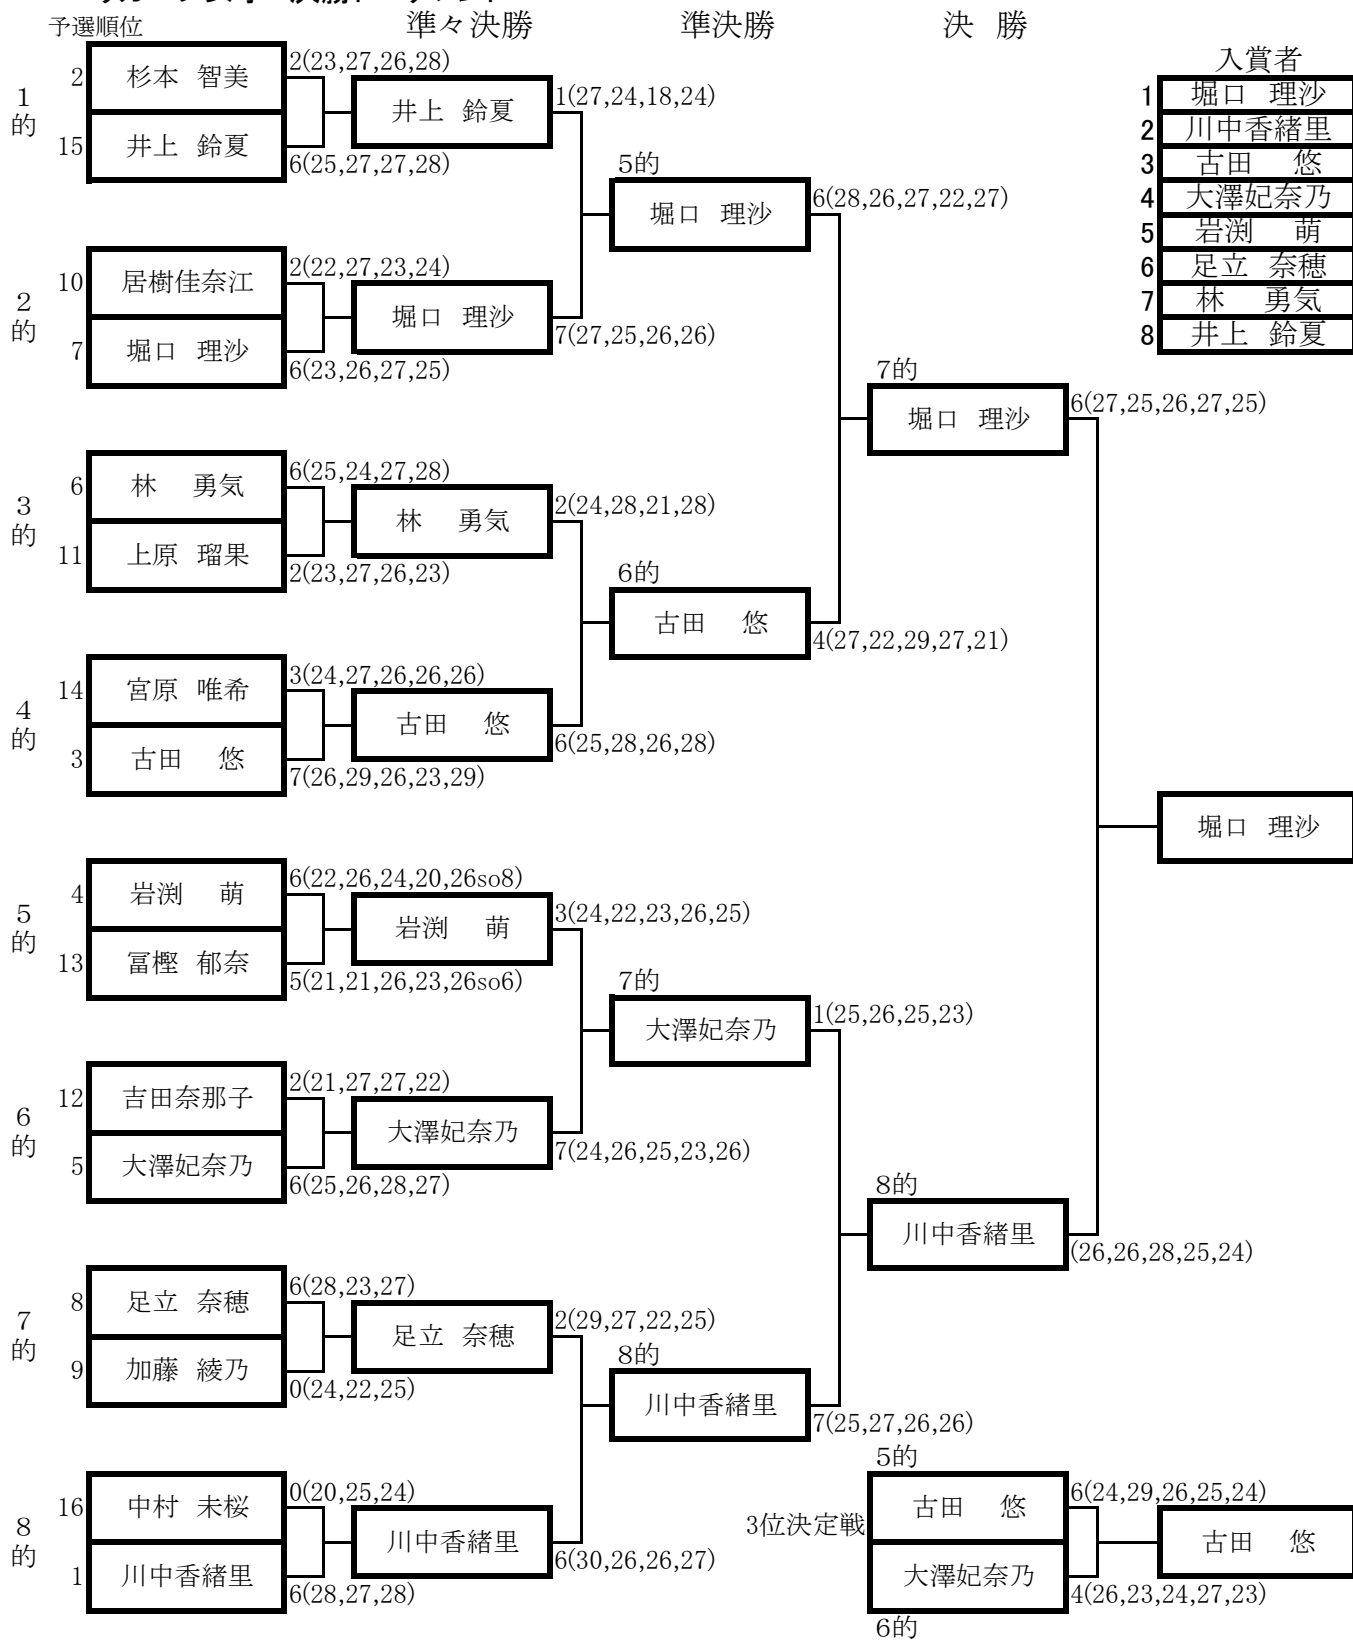 予選順位 準々決勝 準決勝 決 勝
入賞者
1 堀口 理沙
2 川中香緒里
3 古田 悠
4 大澤妃奈乃
5 岩渕 萌
6 足立 奈穂
7 林 勇気
8 井上 鈴夏
1的
2 杉本 智美 2(23,27,26,28)
15 井上 鈴夏 6(25,27,27,28)
井上 鈴夏 1(27,24,18,24)
2的
10 居樹佳奈江 2(22,27,23,24)
7 堀口 理沙 6(23,26,27,25)
堀口 理沙 7(27,25,26,26)
5的
堀口 理沙 6(28,26,27,22,27)
3的
6 林 勇気 6(25,24,27,28)
11 上原 瑠果 2(23,27,26,23)
林 勇気 2(24,28,21,28)
4的
14 宮原 唯希 3(24,27,26,26,26)
3 古田 悠 7(26,29,26,23,29)
古田 悠 6(25,28,26,28)
6的
古田 悠 4(27,22,29,27,21)
7的
堀口 理沙 6(27,25,26,27,25)
5的
4 岩渕 萌 6(22,26,24,20,26so8)
13 冨樫 郁奈 5(21,21,26,23,26so6)
岩渕 萌 3(24,22,23,26,25)
6的
12 吉田奈那子 2(21,27,27,22)
5 大澤妃奈乃 6(25,26,28,27)
大澤妃奈乃 7(24,26,25,23,26)
7的
大澤妃奈乃 1(25,26,25,23)
7的
8 足立 奈穂 6(28,23,27)
9 加藤 綾乃 0(24,22,25)
足立 奈穂 2(29,27,22,25)
8的
16 中村 未桜 0(20,25,24)
1 川中香緒里 6(28,27,28)
川中香緒里 6(30,26,26,27)
8的
川中香緒里 7(25,27,26,26)
8的
川中香緒里 (26,26,28,25,24)
堀口 理沙
3位決定戦
5的
古田 悠 6(24,29,26,25,24)
大澤妃奈乃 4(26,23,24,27,23)
6的
古田 悠